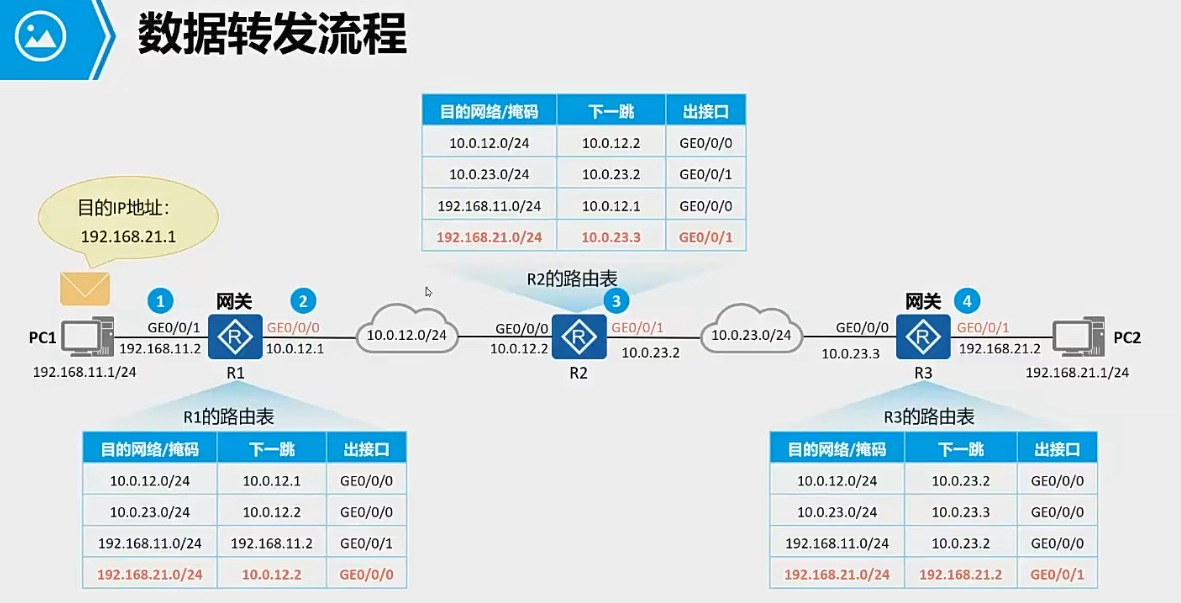 数据转发流程
目的网络/掩码 下一跳 出接口
10.0.12.0/24 10.0.12.2 GE0/0/0
10.0.23.0/24 10.0.23.2 GE0/0/1
192.168.11.0/24 10.0.12.1 GE0/0/0
192.168.21.0/24 10.0.23.3 GE0/0/1
R2的路由表
目的IP地址：
192.168.21.1
1 网关 2 3 网关 4
PC1 GE0/0/1 R GE0/0/0 10.0.12.0/24 GE0/0/0 R GE0/0/1 10.0.23.0/24 GE0/0/0 R GE0/0/1 PC2
192.168.11.2 10.0.12.1 10.0.12.2 10.0.23.2 10.0.23.3 192.168.21.2
192.168.11.1/24 R1 R2 R3 192.168.21.1/24
R1的路由表
目的网络/掩码 下一跳 出接口
10.0.12.0/24 10.0.12.1 GE0/0/0
10.0.23.0/24 10.0.12.2 GE0/0/0
192.168.11.0/24 192.168.11.2 GE0/0/1
192.168.21.0/24 10.0.12.2 GE0/0/0
R3的路由表
目的网络/掩码 下一跳 出接口
10.0.12.0/24 10.0.23.2 GE0/0/0
10.0.23.0/24 10.0.23.3 GE0/0/0
192.168.11.0/24 10.0.23.2 GE0/0/0
192.168.21.0/24 192.168.21.2 GE0/0/1